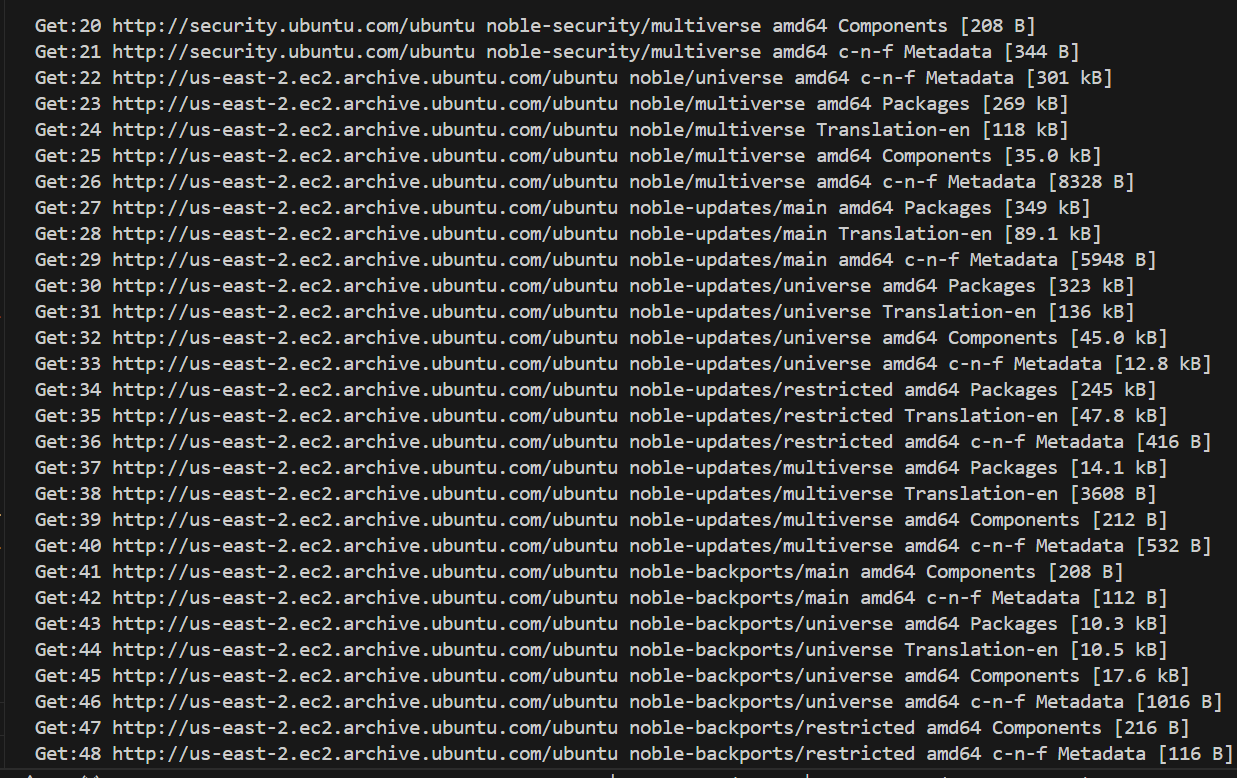 Get:20 http://security.ubuntu.com/ubuntu noble-security/multiverse amd64 Components [208 B]
Get:21 http://security.ubuntu.com/ubuntu noble-security/multiverse amd64 c-n-f Metadata [344 B]
Get:22 http://us-east-2.ec2.archive.ubuntu.com/ubuntu noble/universe amd64 c-n-f Metadata [301 kB]
Get:23 http://us-east-2.ec2.archive.ubuntu.com/ubuntu noble/multiverse amd64 Packages [269 kB]
Get:24 http://us-east-2.ec2.archive.ubuntu.com/ubuntu noble/multiverse Translation-en [118 kB]
Get:25 http://us-east-2.ec2.archive.ubuntu.com/ubuntu noble/multiverse amd64 Components [35.0 kB]
Get:26 http://us-east-2.ec2.archive.ubuntu.com/ubuntu noble/multiverse amd64 c-n-f Metadata [8328 B]
Get:27 http://us-east-2.ec2.archive.ubuntu.com/ubuntu noble-updates/main amd64 Packages [349 kB]
Get:28 http://us-east-2.ec2.archive.ubuntu.com/ubuntu noble-updates/main Translation-en [89.1 kB]
Get:29 http://us-east-2.ec2.archive.ubuntu.com/ubuntu noble-updates/main amd64 c-n-f Metadata [5948 B]
Get:30 http://us-east-2.ec2.archive.ubuntu.com/ubuntu noble-updates/universe amd64 Packages [323 kB]
Get:31 http://us-east-2.ec2.archive.ubuntu.com/ubuntu noble-updates/universe Translation-en [136 kB]
Get:32 http://us-east-2.ec2.archive.ubuntu.com/ubuntu noble-updates/universe amd64 Components [45.0 kB]
Get:33 http://us-east-2.ec2.archive.ubuntu.com/ubuntu noble-updates/universe amd64 c-n-f Metadata [12.8 kB]
Get:34 http://us-east-2.ec2.archive.ubuntu.com/ubuntu noble-updates/restricted amd64 Packages [245 kB]
Get:35 http://us-east-2.ec2.archive.ubuntu.com/ubuntu noble-updates/restricted Translation-en [47.8 kB]
Get:36 http://us-east-2.ec2.archive.ubuntu.com/ubuntu noble-updates/restricted amd64 c-n-f Metadata [416 B]
Get:37 http://us-east-2.ec2.archive.ubuntu.com/ubuntu noble-updates/multiverse amd64 Packages [14.1 kB]
Get:38 http://us-east-2.ec2.archive.ubuntu.com/ubuntu noble-updates/multiverse Translation-en [3608 B]
Get:39 http://us-east-2.ec2.archive.ubuntu.com/ubuntu noble-updates/multiverse amd64 Components [212 B]
Get:40 http://us-east-2.ec2.archive.ubuntu.com/ubuntu noble-updates/multiverse amd64 c-n-f Metadata [532 B]
Get:41 http://us-east-2.ec2.archive.ubuntu.com/ubuntu noble-backports/main amd64 Components [208 B]
Get:42 http://us-east-2.ec2.archive.ubuntu.com/ubuntu noble-backports/main amd64 c-n-f Metadata [112 B]
Get:43 http://us-east-2.ec2.archive.ubuntu.com/ubuntu noble-backports/universe amd64 Packages [10.3 kB]
Get:44 http://us-east-2.ec2.archive.ubuntu.com/ubuntu noble-backports/universe Translation-en [10.5 kB]
Get:45 http://us-east-2.ec2.archive.ubuntu.com/ubuntu noble-backports/universe amd64 Components [17.6 kB]
Get:46 http://us-east-2.ec2.archive.ubuntu.com/ubuntu noble-backports/universe amd64 c-n-f Metadata [1016 B]
Get:47 http://us-east-2.ec2.archive.ubuntu.com/ubuntu noble-backports/restricted amd64 Components [216 B]
Get:48 http://us-east-2.ec2.archive.ubuntu.com/ubuntu noble-backports/restricted amd64 c-n-f Metadata [116 B]